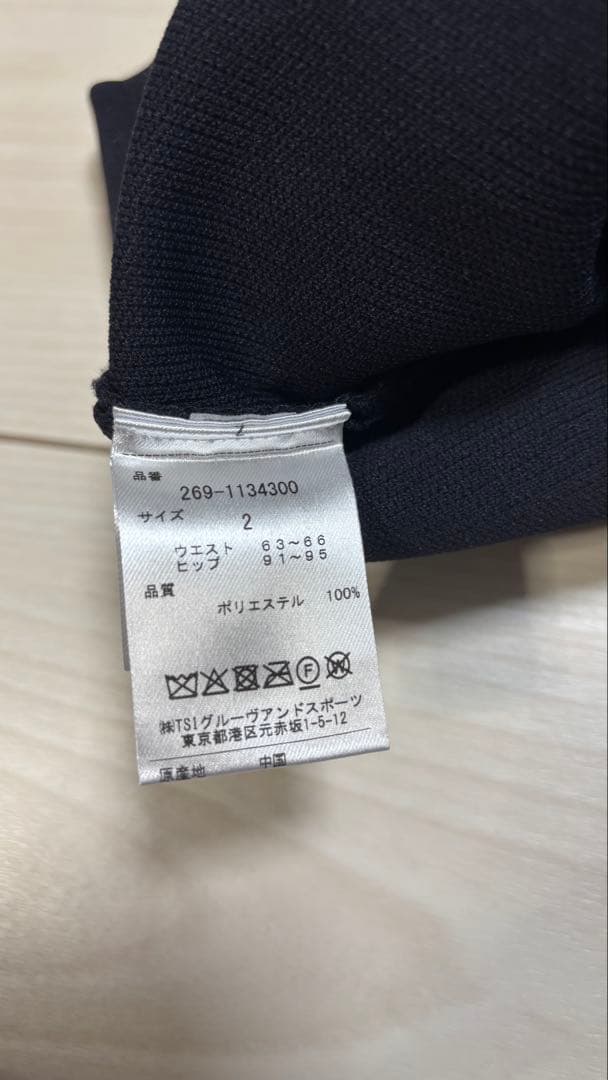 品番
269-1134300
サイズ
2
ウエスト 63～66
ヒップ 91～95
品質
ポリエステル 100%
F W
㈱TSIグルーヴアンドスポーツ
東京都港区元赤坂1-5-12
原産地 中国